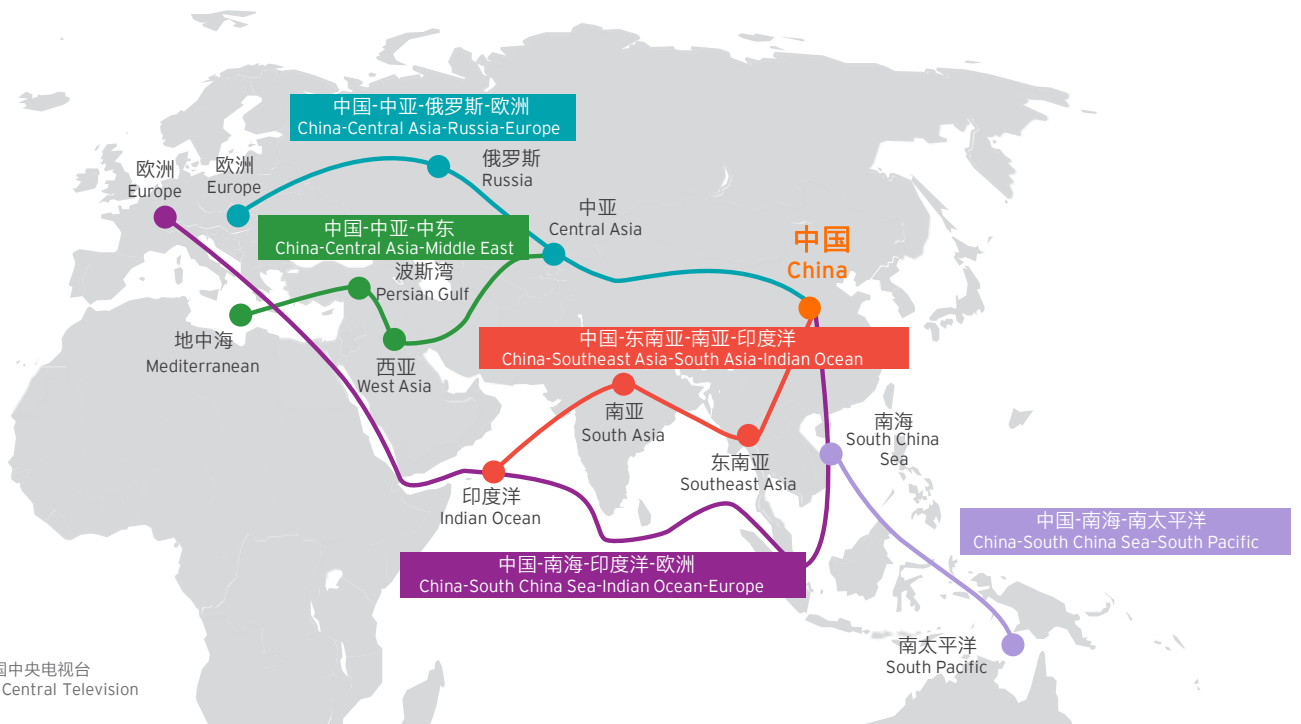 中国-中亚-俄罗斯-欧洲
China-Central Asia-Russia-Europe
欧洲
Europe
欧洲
Europe
俄罗斯
Russia
中亚
Central Asia
中国-中亚-中东
China-Central Asia-Middle East
中国
China
波斯湾
Persian Gulf
地中海
Mediterranean
西亚
West Asia
中国-东南亚-南亚-印度洋
China-Southeast Asia-South Asia-Indian Ocean
南亚
South Asia
南海
South China
Sea
东南亚
Southeast Asia
印度洋
Indian Ocean
中国-南海-南太平洋
China-South China Sea-South Pacific
中国-南海-印度洋-欧洲
China-South China Sea-Indian Ocean-Europe
南太平洋
South Pacific
国中央电视台
Central Television